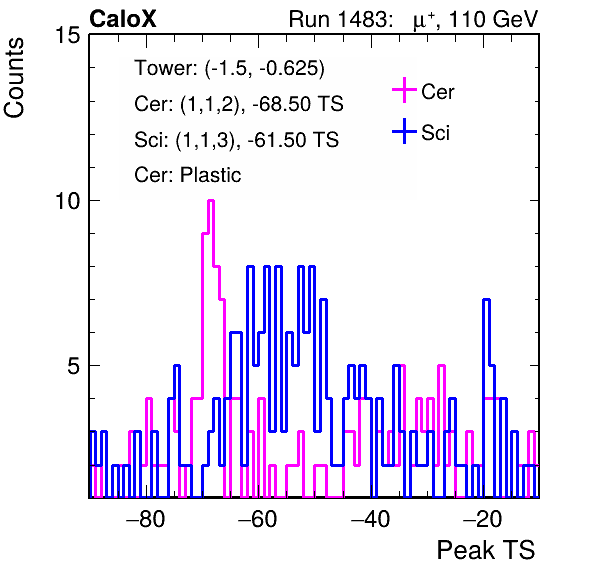 CaloX Run 1483: μ⁺, 110 GeV
Counts
15
10
5
Tower: (-1.5, -0.625)
Cer: (1,1,2), -68.50 TS
Sci: (1,1,3), -61.50 TS
Cer: Plastic
Cer
Sci
−80 −60 −40 −20
Peak TS